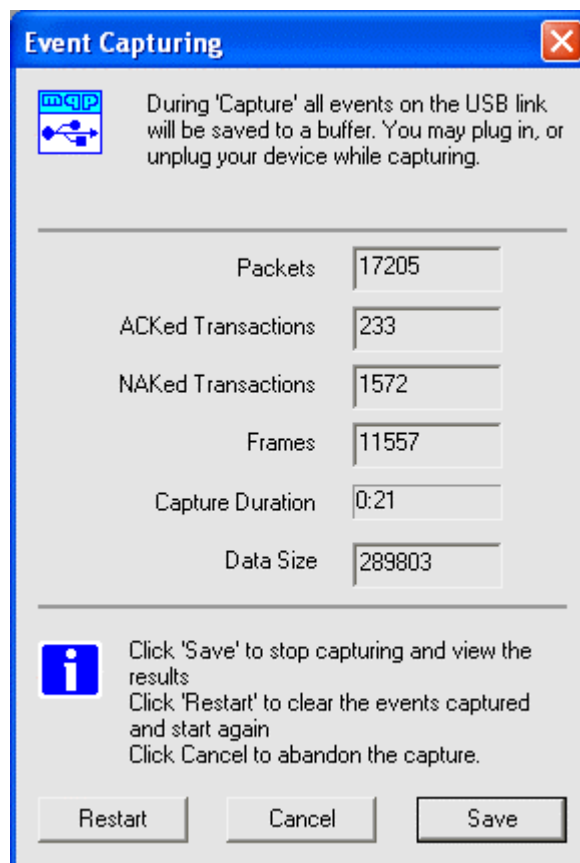 Event Capturing
mqp
During 'Capture' all events on the USB link
will be saved to a buffer. You may plug in, or
unplug your device while capturing.
Packets 17205
ACKed Transactions 233
NAKed Transactions 1572
Frames 11557
Capture Duration 0:21
Data Size 289803
Click 'Save' to stop capturing and view the
results
Click 'Restart' to clear the events captured
and start again
Click Cancel to abandon the capture.
Restart Cancel Save